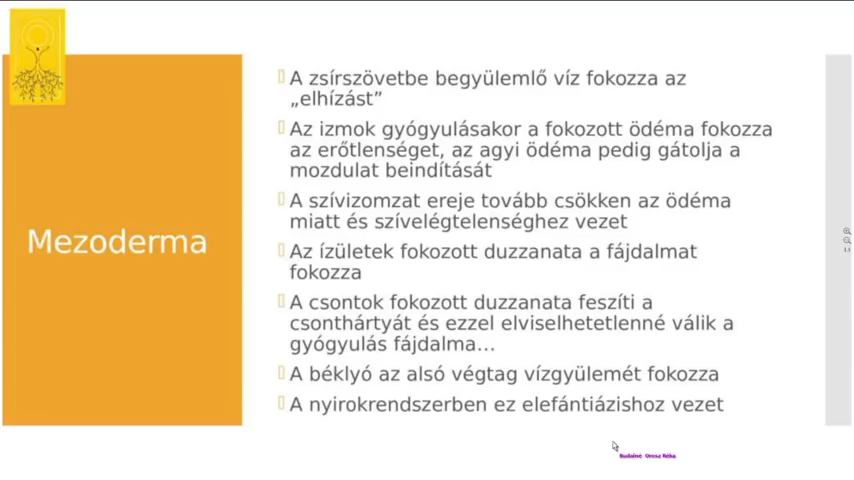 Mezoderma
A zsírszövetbe begyülemlő víz fokozza az
„elhízást”
Az izmok gyógyulásakor a fokozott ödéma fokozza
az erőtlenséget, az agyi ödéma pedig gátolja a
mozdulat beindítását
A szívizomzat ereje tovább csökken az ödéma
miatt és szívelégtelenséghez vezet
Az ízületek fokozott duzzanata a fájdalmat
fokozza
A csontok fokozott duzzanata feszíti a
csonthártyát és ezzel elviselhetetlenné válik a
gyógyulás fájdalma...
A béklyó az alsó végtag vízgyülemét fokozza
A nyirokrendszerben ez elefántiázishoz vezet
Budainé Orosz Réka